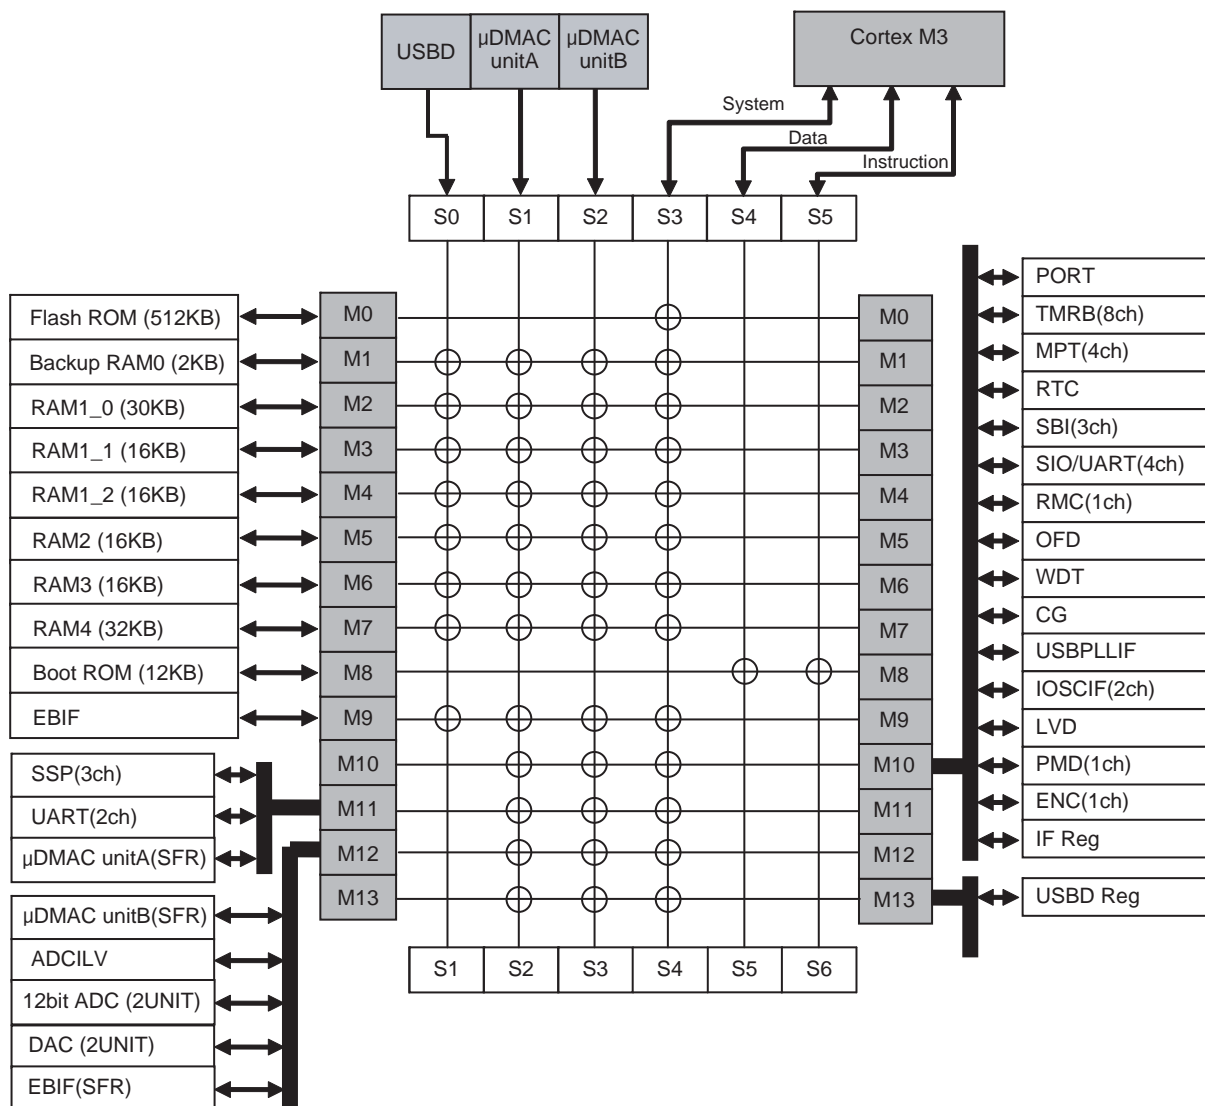 USBD
µDMAC
unitA
µDMAC
unitB
Cortex M3
System
Data
Instruction
S0 S1 S2 S3 S4 S5
Flash ROM (512KB)
Backup RAM0 (2KB)
RAM1_0 (30KB)
RAM1_1 (16KB)
RAM1_2 (16KB)
RAM2 (16KB)
RAM3 (16KB)
RAM4 (32KB)
Boot ROM (12KB)
EBIF
SSP(3ch)
UART(2ch)
µDMAC unitA(SFR)
µDMAC unitB(SFR)
ADCILV
12bit ADC (2UNIT)
DAC (2UNIT)
EBIF(SFR)
M0
M1
M2
M3
M4
M5
M6
M7
M8
M9
M10
M11
M12
M13
M0
M1
M2
M3
M4
M5
M6
M7
M8
M9
M10
M11
M12
M13
PORT
TMRB(8ch)
MPT(4ch)
RTC
SBI(3ch)
SIO/UART(4ch)
RMC(1ch)
OFD
WDT
CG
USBPLLIF
IOSCIF(2ch)
LVD
PMD(1ch)
ENC(1ch)
IF Reg
USBD Reg
S1 S2 S3 S4 S5 S6